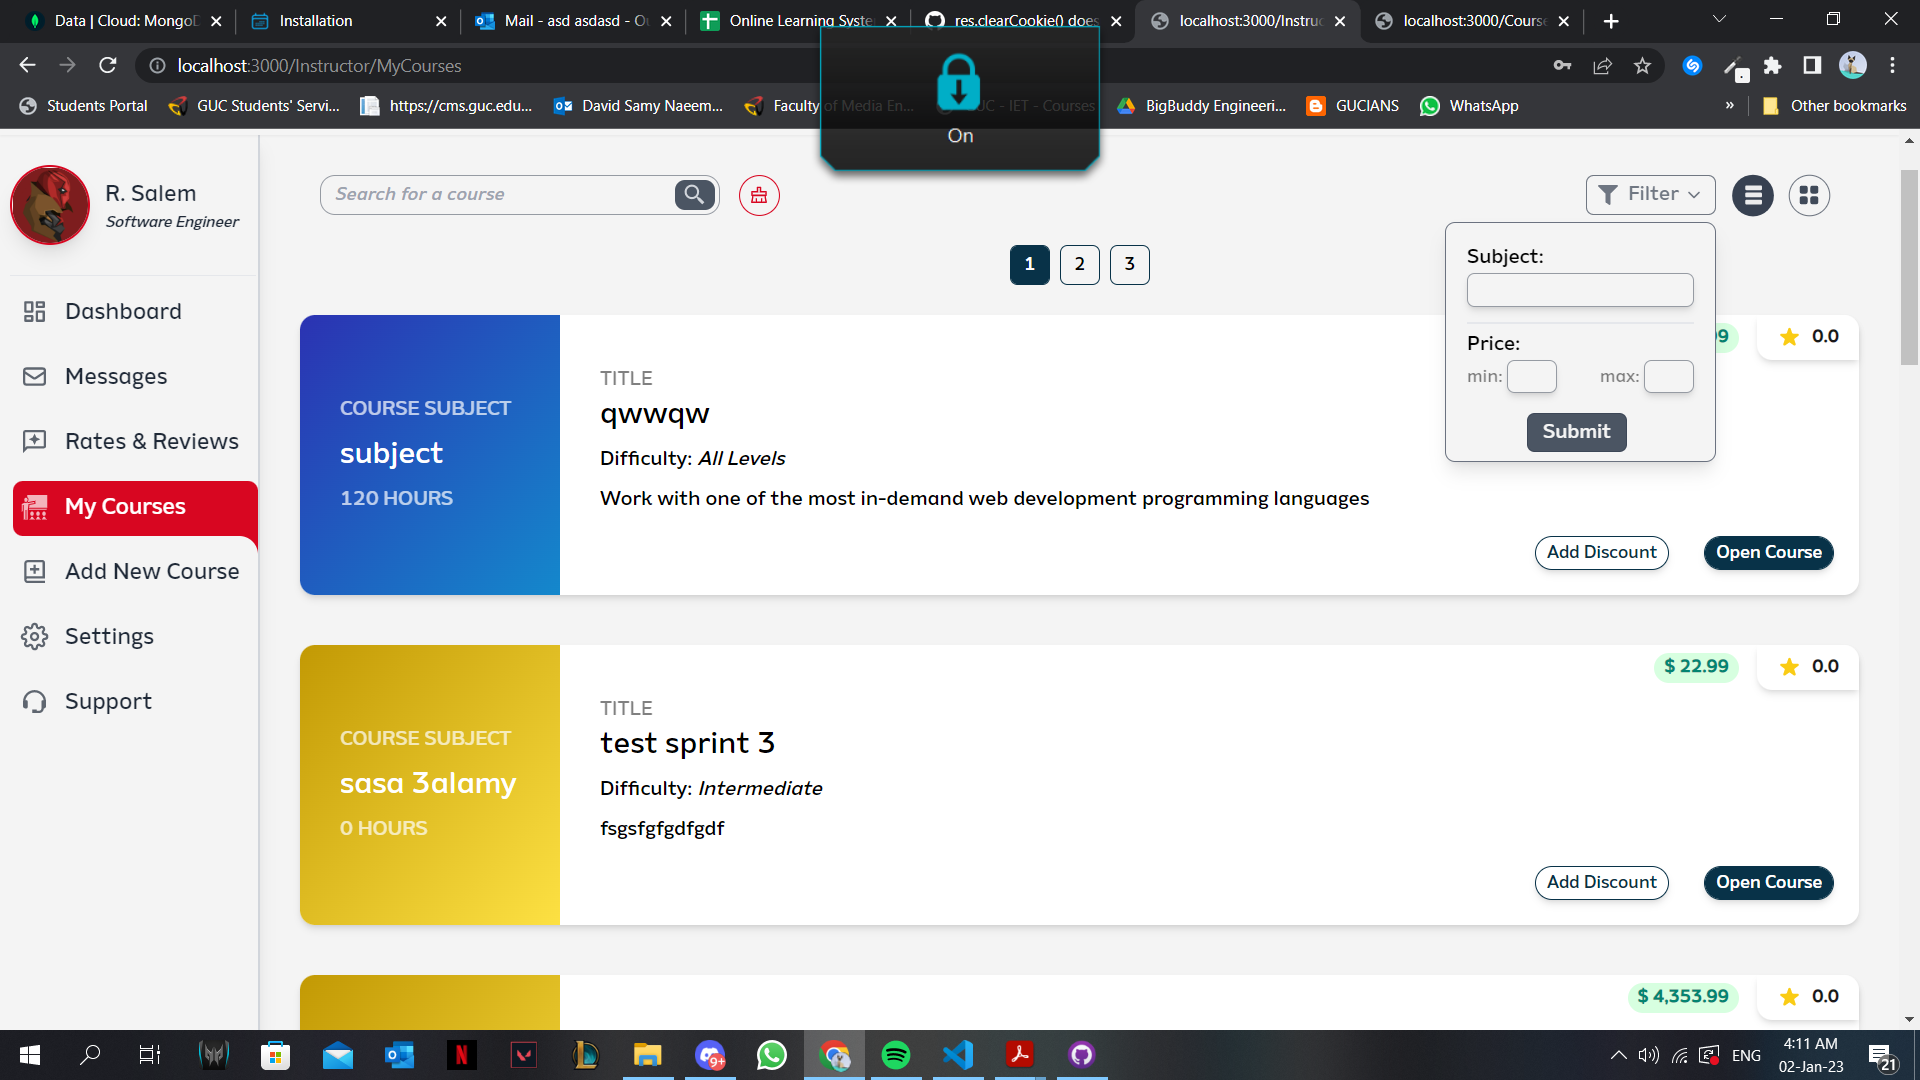 Data | Cloud: MongoD
Installation
Mail - asd asdasd - Ou
Online Learning Syste
res.clearCookie() does
localhost:3000/Instruc
localhost:3000/Course
localhost:3000/Instructor/MyCourses
Students Portal
GUC Students' Servi...
https://cms.guc.edu...
David Samy Naeem...
Faculty of Media En...
GUC - IET - Courses
BigBuddy Engineeri...
GUCIANS
WhatsApp
»
Other bookmarks
On
R. Salem
Software Engineer
Search for a course
Filter
1
2
3
Subject:
Price:
min:
max:
Submit
Dashboard
Messages
Rates & Reviews
My Courses
Add New Course
Settings
Support
COURSE SUBJECT
subject
120 HOURS
TITLE
qwwqw
Difficulty: All Levels
Work with one of the most in-demand web development programming languages
99
0.0
Add Discount
Open Course
COURSE SUBJECT
sasa 3alamy
0 HOURS
TITLE
test sprint 3
Difficulty: Intermediate
fsgsfgfgdfgdf
$ 22.99
0.0
Add Discount
Open Course
$ 4,353.99
0.0
9+
ENG
4:11 AM
02-Jan-23
21